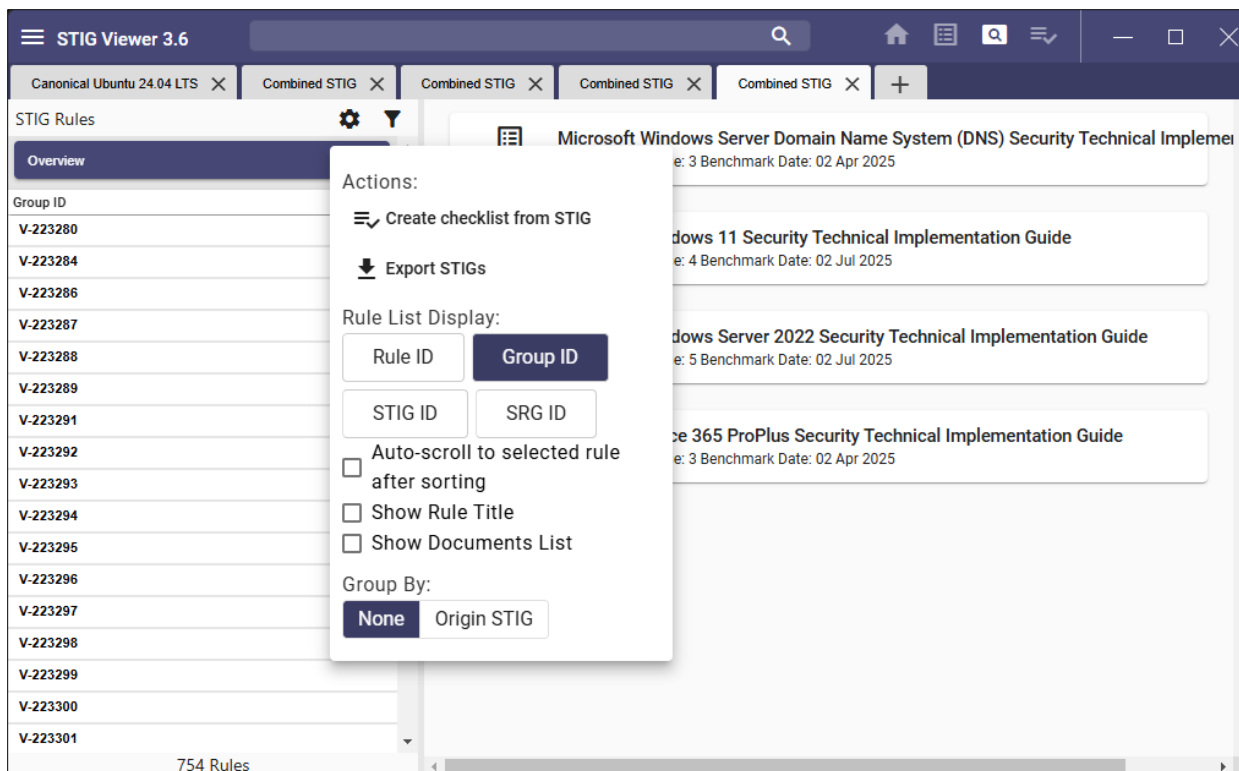 STIG Viewer 3.6
Canonical Ubuntu 24.04 LTS
Combined STIG
Combined STIG
Combined STIG
Combined STIG
STIG Rules
Overview
Group ID
V-223280
V-223284
V-223286
V-223287
V-223288
V-223289
V-223291
V-223292
V-223293
V-223294
V-223295
V-223296
V-223297
V-223298
V-223299
V-223300
V-223301
754 Rules
Actions:
Create checklist from STIG
Export STIGs
Rule List Display:
Rule ID
Group ID
STIG ID
SRG ID
Auto-scroll to selected rule
after sorting
Show Rule Title
Show Documents List
Group By:
None
Origin STIG
Microsoft Windows Server Domain Name System (DNS) Security Technical Implemen
e: 3 Benchmark Date: 02 Apr 2025
dows 11 Security Technical Implementation Guide
e: 4 Benchmark Date: 02 Jul 2025
dows Server 2022 Security Technical Implementation Guide
e: 5 Benchmark Date: 02 Jul 2025
ce 365 ProPlus Security Technical Implementation Guide
e: 3 Benchmark Date: 02 Apr 2025